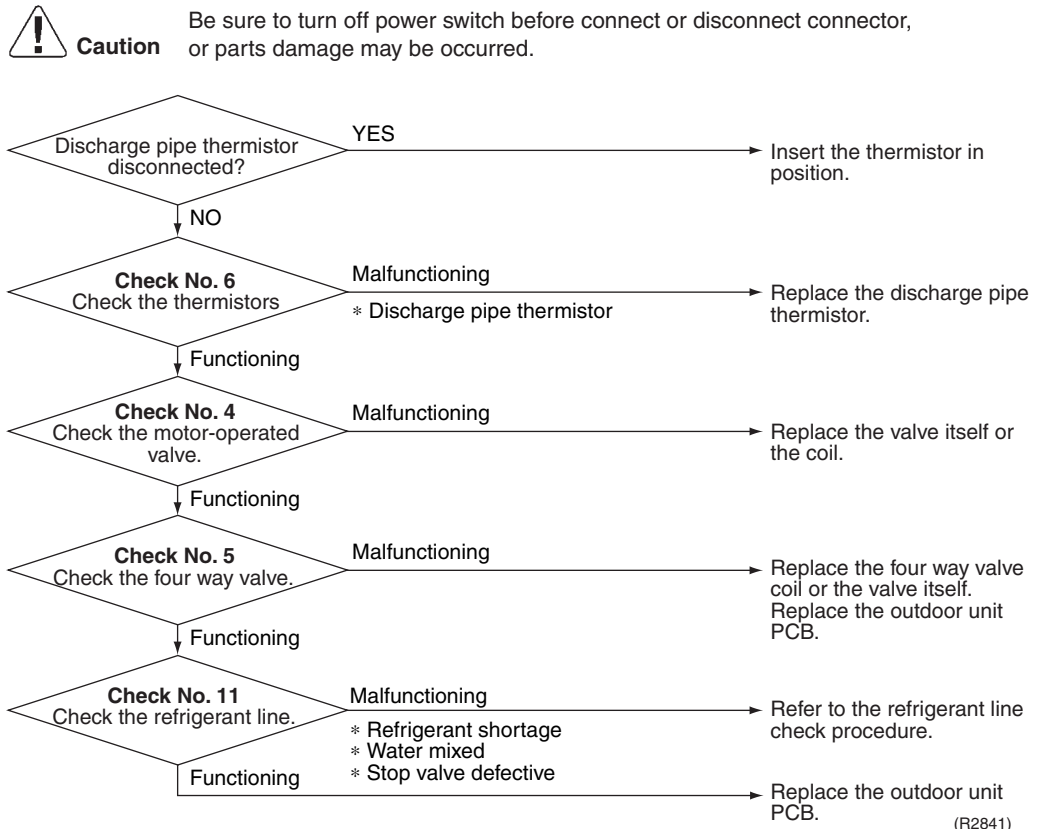 Be sure to turn off power switch before connect or disconnect connector,
Caution or parts damage may be occurred.
Discharge pipe thermistor
disconnected?
YES
Insert the thermistor in
position.
NO
Check No. 6
Check the thermistors
Malfunctioning
* Discharge pipe thermistor
Replace the discharge pipe
thermistor.
Functioning
Check No. 4
Check the motor-operated
valve.
Malfunctioning
Replace the valve itself or
the coil.
Functioning
Check No. 5
Check the four way valve.
Malfunctioning
Replace the four way valve
coil or the valve itself.
Replace the outdoor unit
PCB.
Functioning
Check No. 11
Check the refrigerant line.
Malfunctioning
* Refrigerant shortage
* Water mixed
* Stop valve defective
Refer to the refrigerant line
check procedure.
Functioning
Replace the outdoor unit
PCB.
(R2841)